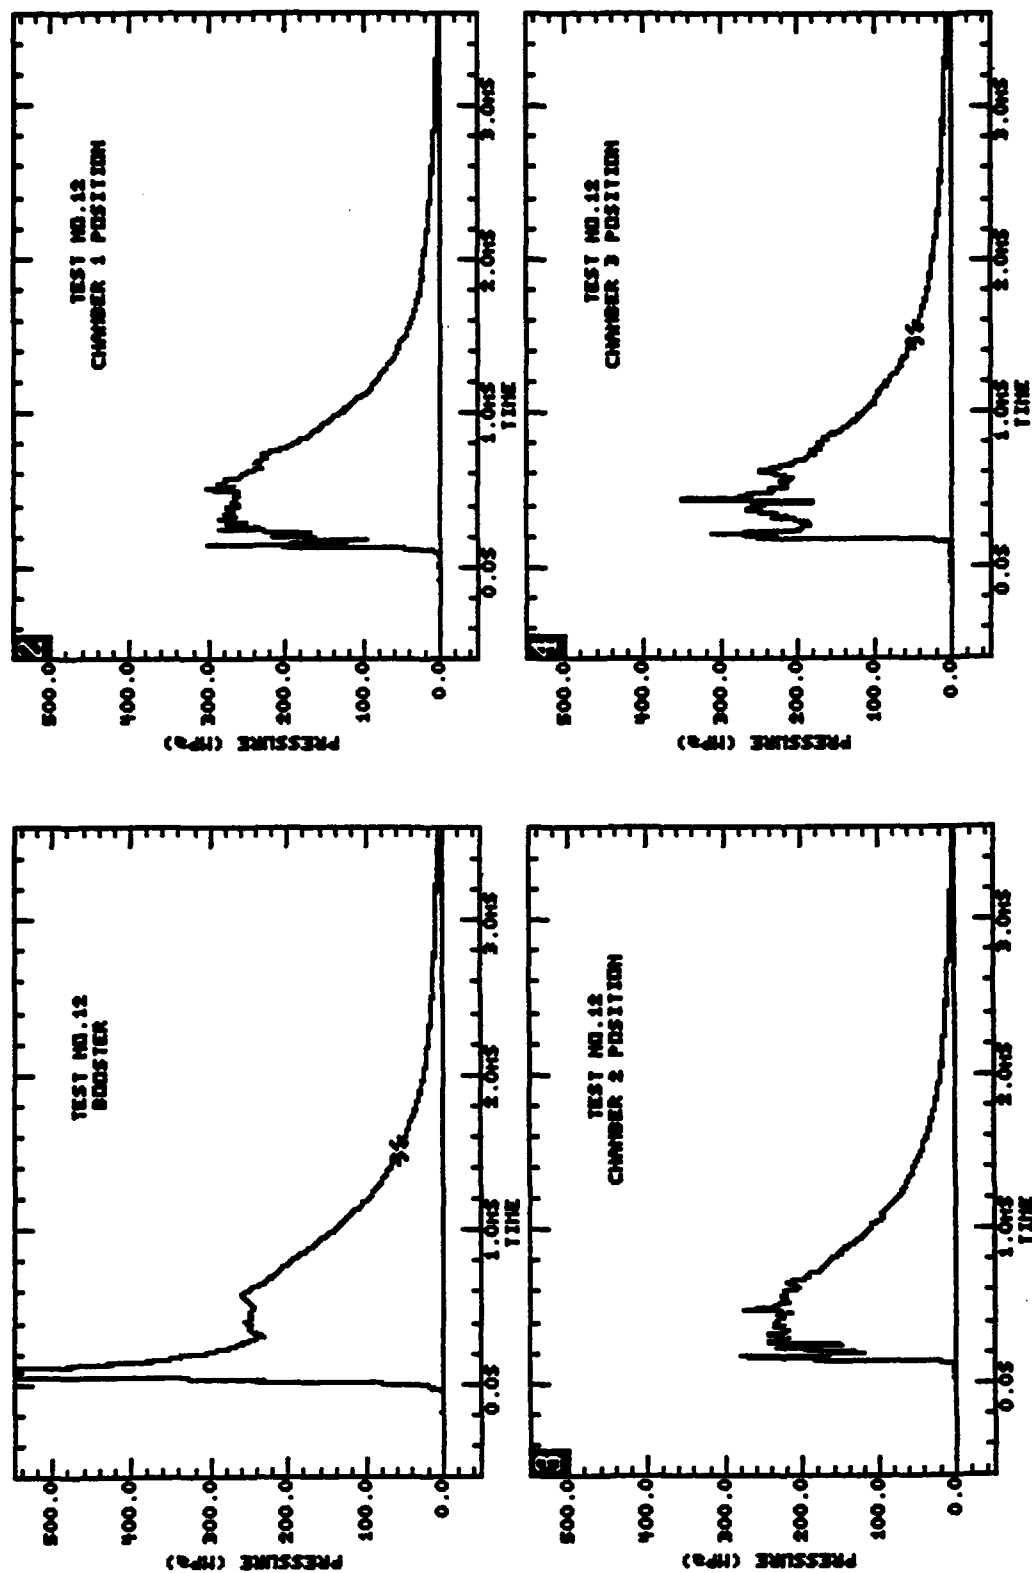 TEST NO.12
BOOSTER
500.0
400.0
300.0
200.0
100.0
0.0
PRESSURE (MPa)
0.0S
1.0MS
2.0MS
3.0MS
TIME
2
TEST NO.12
CHAMBER 1 POSITION
500.0
400.0
300.0
200.0
100.0
0.0
PRESSURE (MPa)
0.0S
1.0MS
2.0MS
3.0MS
TIME
3
TEST NO.12
CHAMBER 2 POSITION
500.0
400.0
300.0
200.0
100.0
0.0
PRESSURE (MPa)
0.0S
1.0MS
2.0MS
3.0MS
TIME
4
TEST NO.12
CHAMBER 3 POSITION
500.0
400.0
300.0
200.0
100.0
0.0
PRESSURE (MPa)
0.0S
1.0MS
2.0MS
3.0MS
TIME